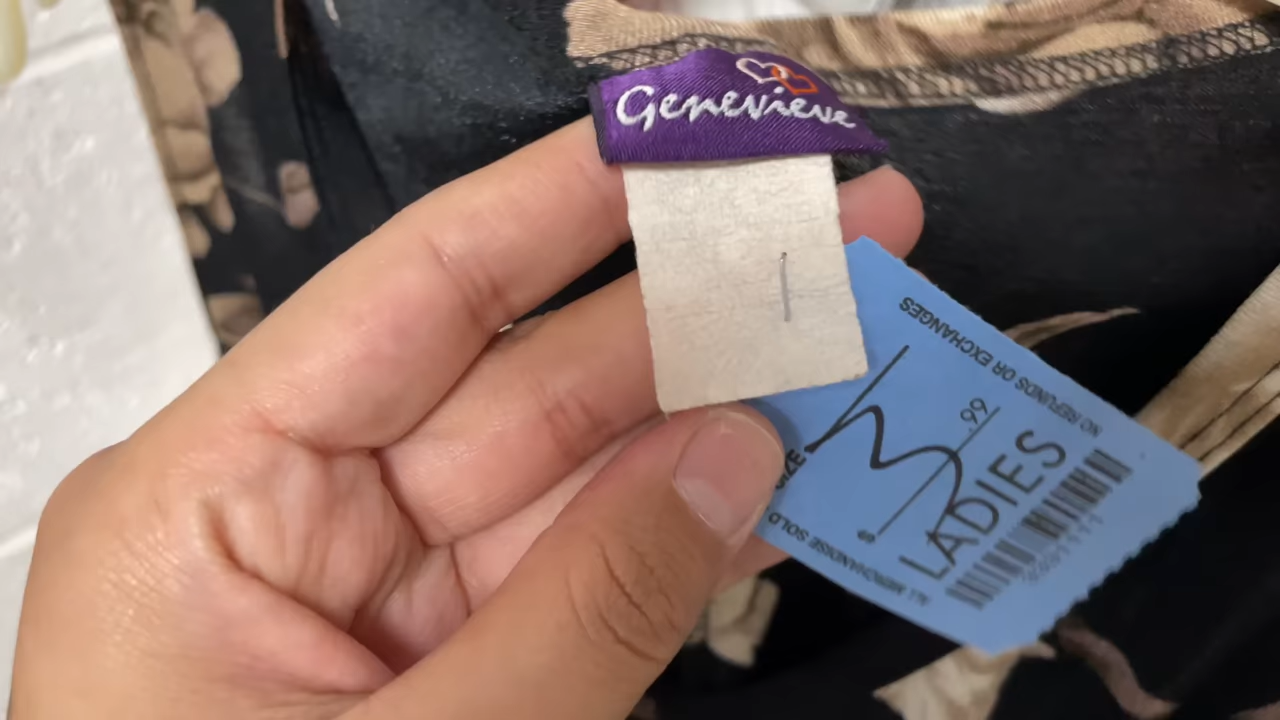 Genevieve
NO REFUNDS OR EXCHANGES
SIZE
.99
$
LADIES
ALL MERCHANDISE SOLD